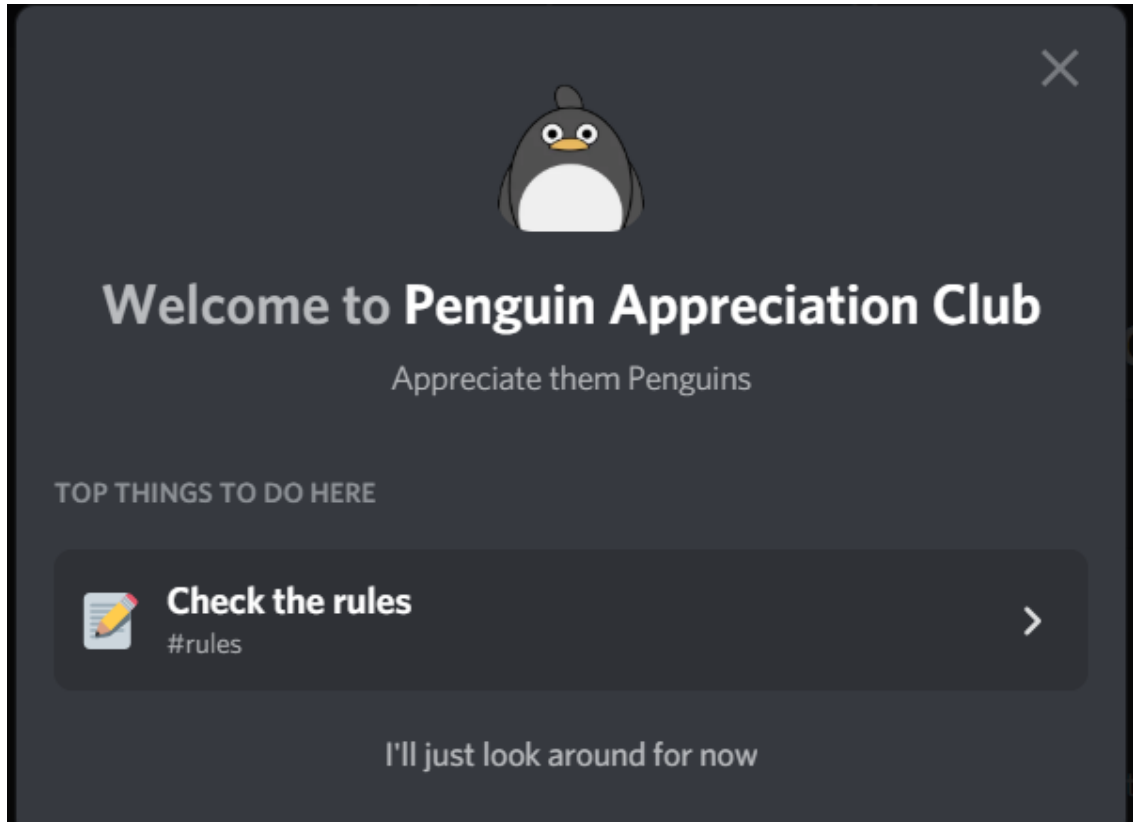 Welcome to Penguin Appreciation Club
Appreciate them Penguins
TOP THINGS TO DO HERE
Check the rules
#rules
I'll just look around for now